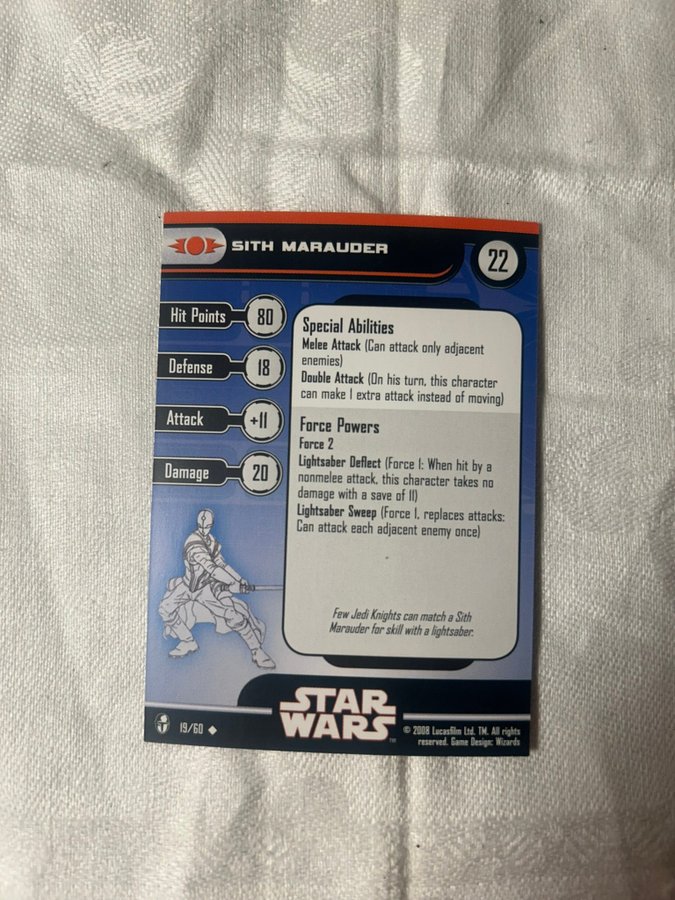 SITH MARAUDER
22
Hit Points 80
Defense 18
Attack +11
Damage 20
Special Abilities
Melee Attack (Can attack only adjacent
enemies)
Double Attack (On his turn, this character
can make 1 extra attack instead of moving)
Force Powers
Force 2
Lightsaber Deflect (Force 1: When hit by a
nonmelee attack, this character takes no
damage with a save of 11)
Lightsaber Sweep (Force 1, replaces attacks:
Can attack each adjacent enemy once)
Few Jedi Knights can match a Sith
Marauder for skill with a lightsaber.
19/60 ◆
STAR
WARS™
© 2008 Lucasfilm Ltd. TM. All rights
reserved. Game Design: Wizards